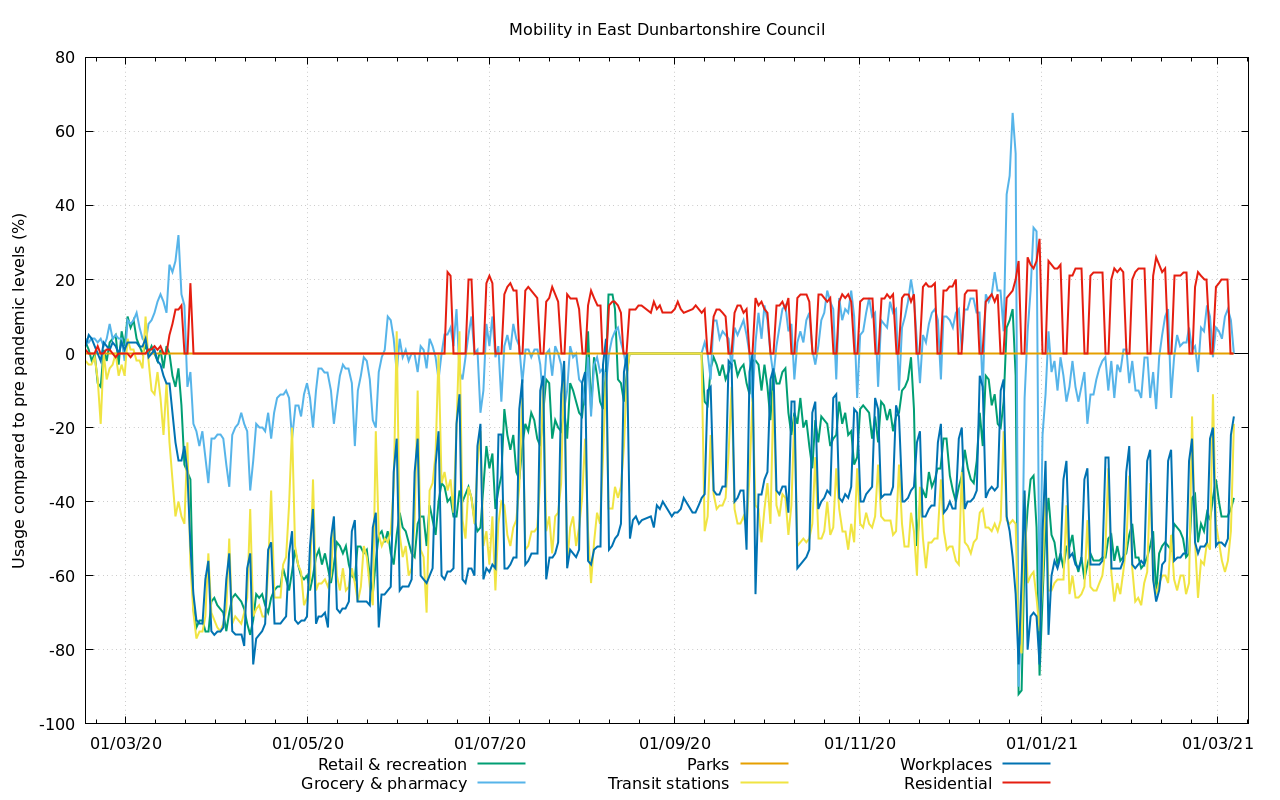 Mobility in East Dunbartonshire Council
Usage compared to pre pandemic levels (%)
80
60
40
20
0
-20
-40
-60
-80
-100
01/03/20 01/05/20 01/07/20 01/09/20 01/11/20 01/01/21 01/03/21
Retail & recreation Parks Workplaces
Grocery & pharmacy Transit stations Residential